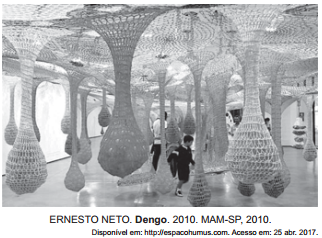 ERNESTO NETO. Dengo. 2010. MAM-SP, 2010.
Disponível em: http://espacohumus.com. Acesso em: 25 abr. 2017.